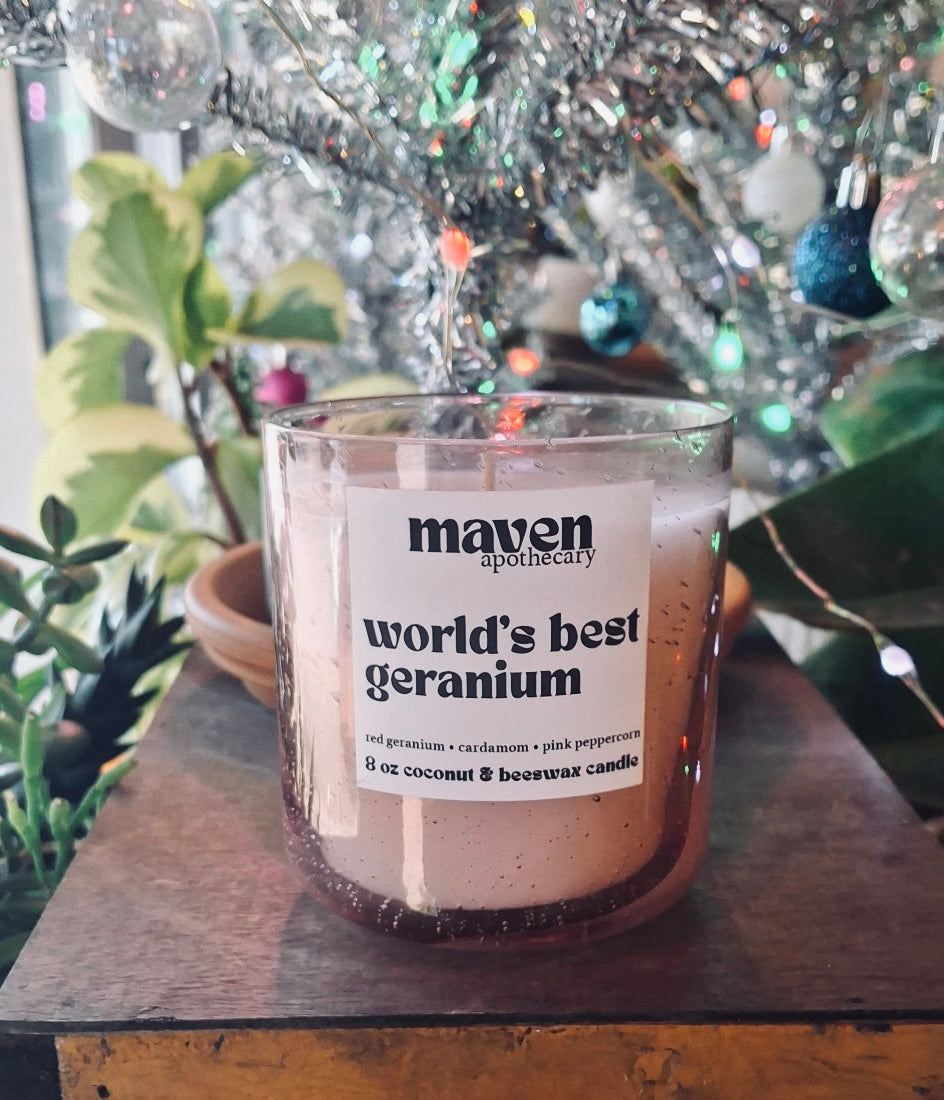 maven
apothecary
world's best
geranium
red geranium • cardamom • pink peppercorn
8 oz coconut & beeswax candle